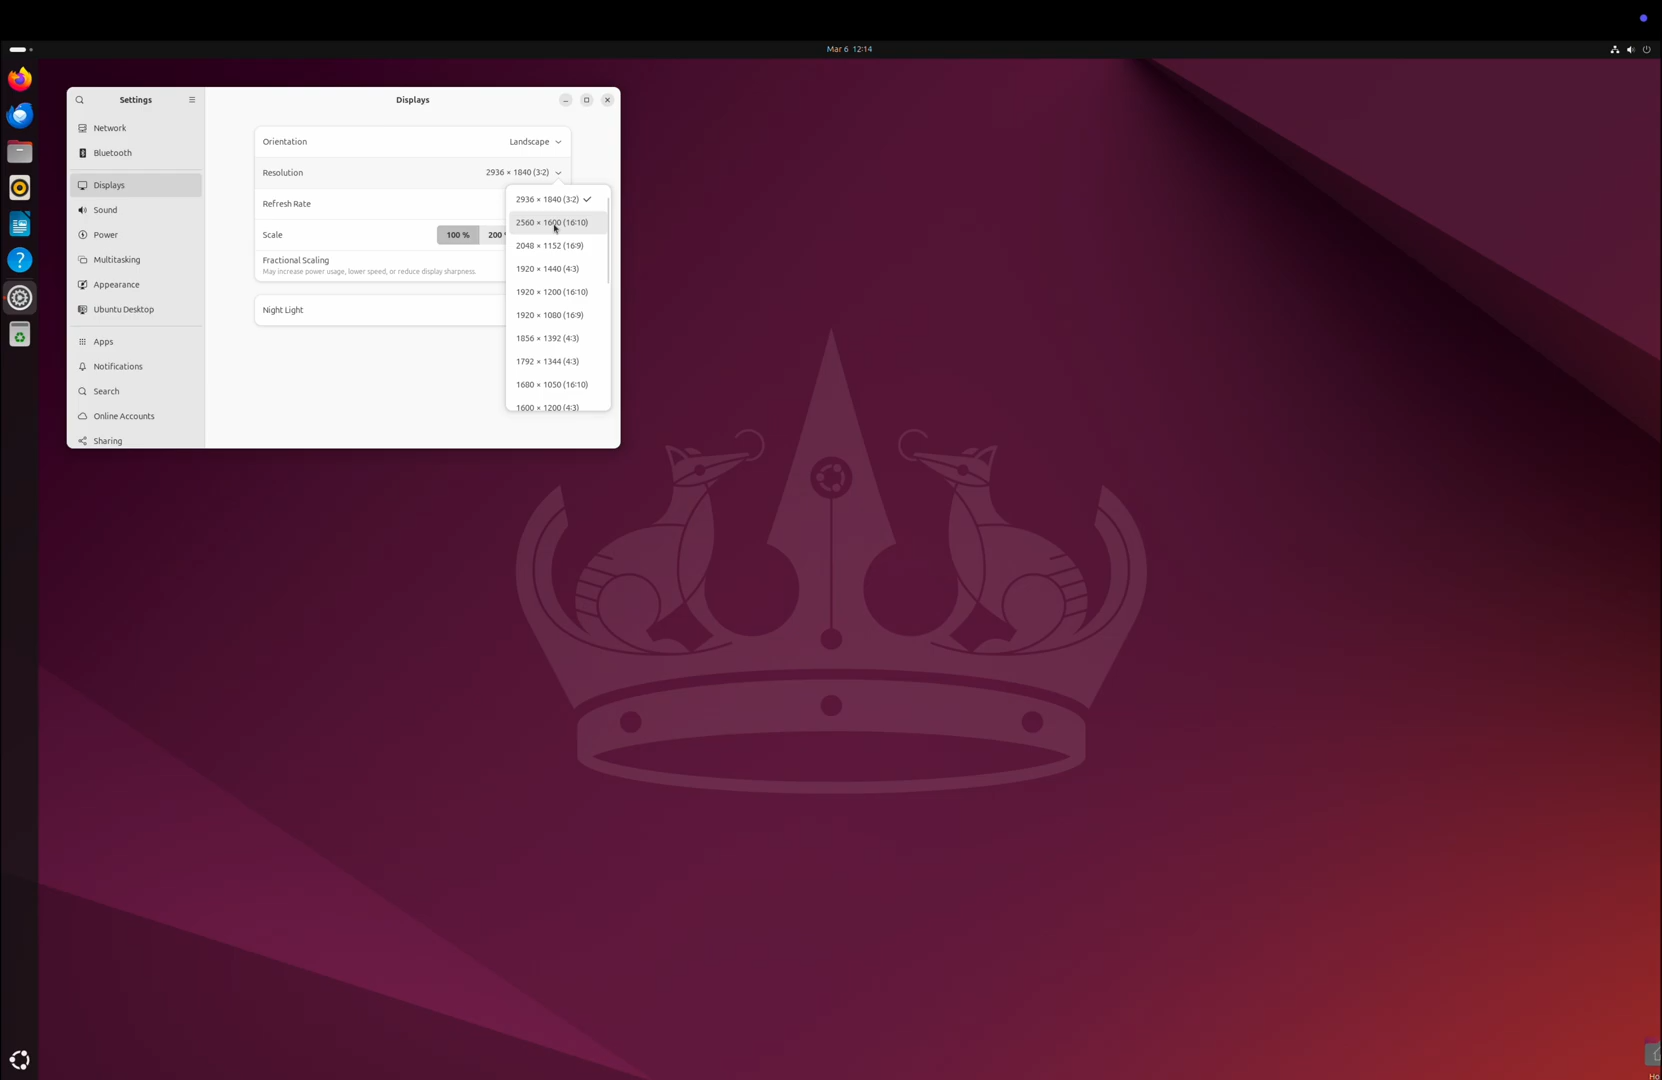 Mar 6 12:14
Settings
Displays
Network
Bluetooth
Displays
Sound
Power
Multitasking
Appearance
Ubuntu Desktop
Apps
Notifications
Search
Online Accounts
Sharing
Orientation
Landscape
Resolution
2936 × 1840 (3:2)
Refresh Rate
Scale
100 %
200
Fractional Scaling
May increase power usage, lower speed, or reduce display sharpness.
Night Light
2936 × 1840 (3:2)
2560 × 1600 (16:10)
2048 × 1152 (16:9)
1920 × 1440 (4:3)
1920 × 1200 (16:10)
1920 × 1080 (16:9)
1856 × 1392 (4:3)
1792 × 1344 (4:3)
1680 × 1050 (16:10)
1600 × 1200 (4:3)
Ho